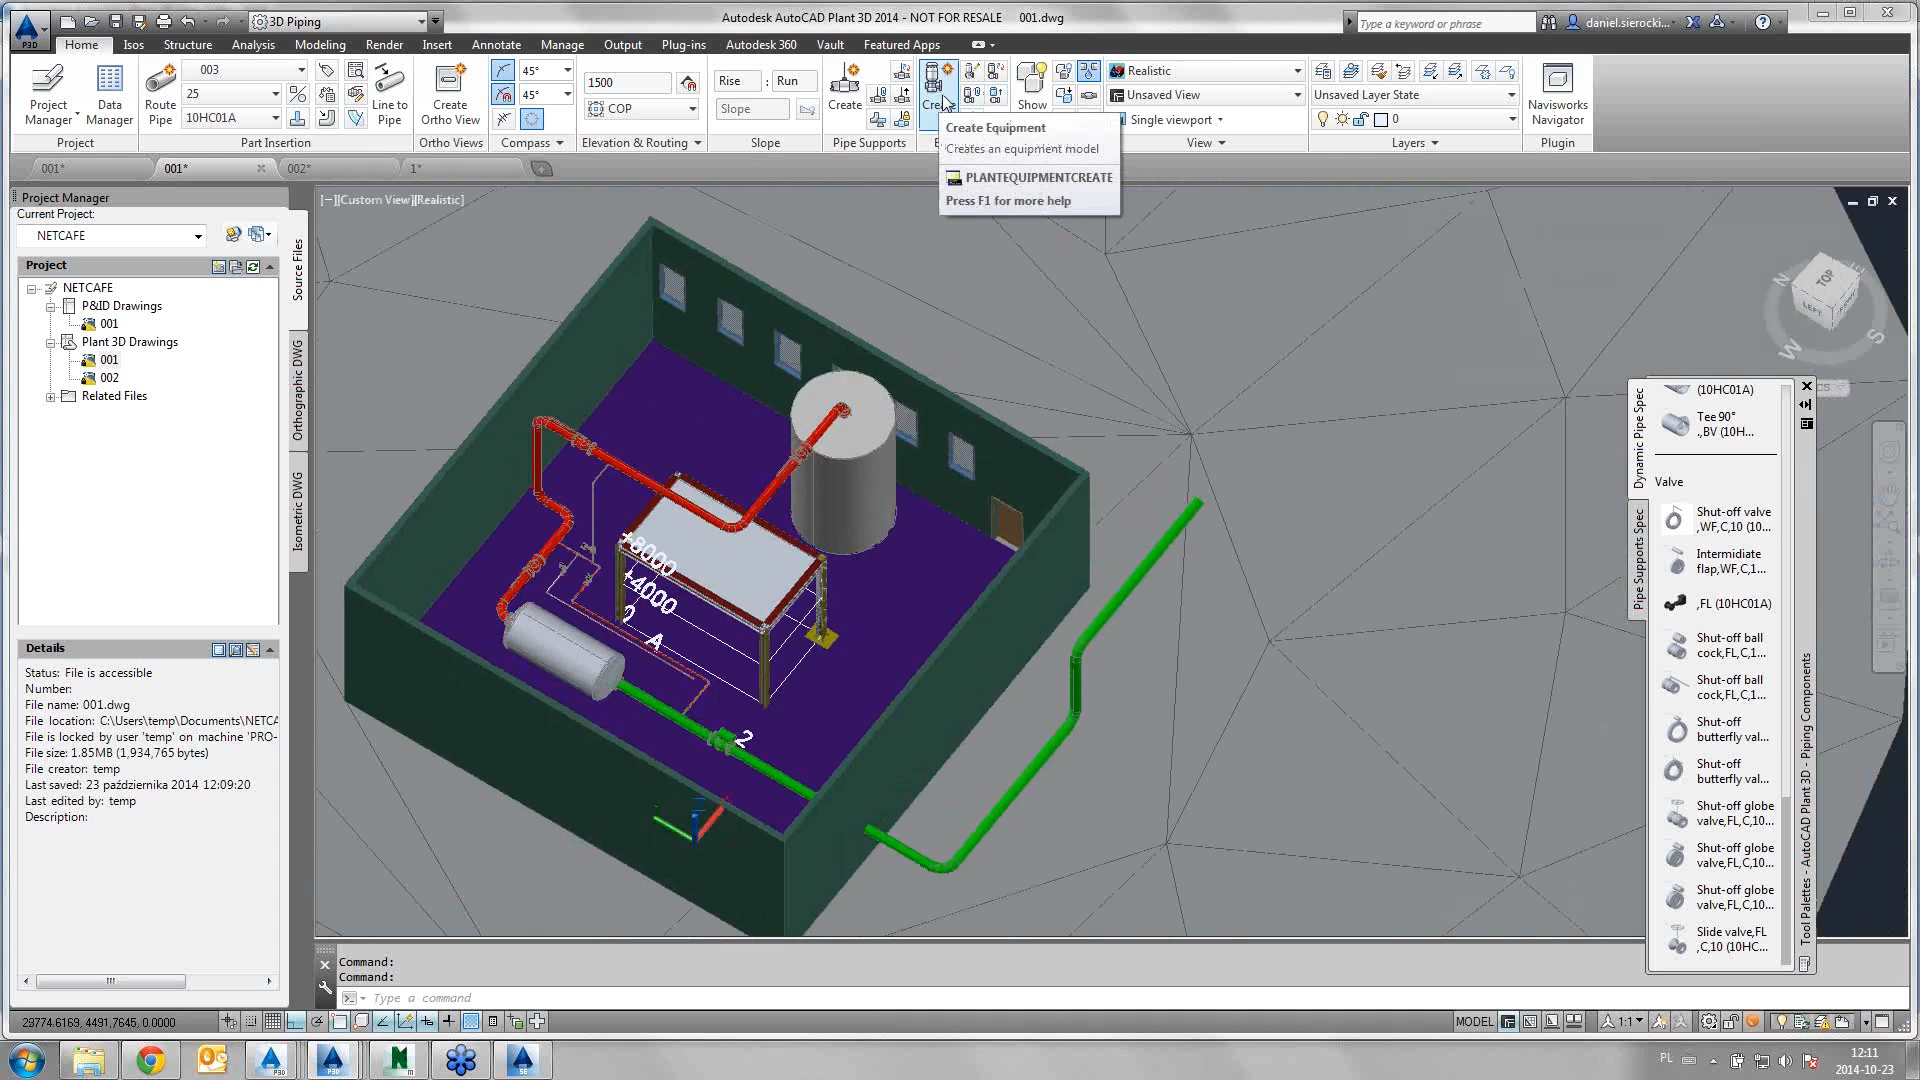 P3D
3D Piping
Autodesk AutoCAD Plant 3D 2014 - NOT FOR RESALE 001.dwg
Type a keyword or phrase
daniel.sierocki...
Home Isos Structure Analysis Modeling Render Insert Annotate Manage Output Plug-ins Autodesk 360 Vault Featured Apps
Project
Manager
Data
Manager
Project
Route
Pipe
003
25
10HC01A
Line to
Pipe
Part Insertion
Create
Ortho View
Ortho Views
45°
45°
Compass
1500
COP
Elevation & Routing
Rise : Run
Slope
Slope
Create
Pipe Supports
Create
Show
Realistic
Unsaved View
Single viewport
View
Unsaved Layer State
0
Layers
Navisworks
Navigator
Plugin
Create Equipment
Creates an equipment model
PLANTEQUIPMENTCREATE
Press F1 for more help
001*
001*
002*
1*
Project Manager
Current Project:
NETCAFE
Project
NETCAFE
P&ID Drawings
001
Plant 3D Drawings
001
002
Related Files
Source Files
Orthographic DWG
Isometric DWG
Details
Status: File is accessible
Number:
File name: 001.dwg
File location: C:\Users\temp\Documents\NETCA
File is locked by user 'temp' on machine 'PRO-
File size: 1.85MB (1,934,765 bytes)
File creator: temp
Last saved: 23 października 2014 12:09:20
Last edited by: temp
Description:
[−][Custom View][Realistic]
+8000
+4000
0
A
2
TOP
LEFT
N
W
S
Dynamic Pipe Spec
Pipe Supports Spec
Tool Palettes - AutoCAD Plant 3D - Piping Components
(10HC01A)
Tee 90°
.,BV (10H...
Valve
Shut-off valve
,WF,C,10 (10...
Intermidiate
flap,WF,C,1...
,FL (10HC01A)
Shut-off ball
cock,FL,C,1...
Shut-off ball
cock,FL,C,1...
Shut-off
butterfly val...
Shut-off
butterfly val...
Shut-off globe
valve,FL,C,10...
Shut-off globe
valve,FL,C,10...
Shut-off globe
valve,FL,C,10...
Slide valve,FL
,C,10 (10HC...
Command:
Command:
Type a command
29774.6169, 4491,7645, 0.0000
MODEL
1:1
PL
12:11
2014-10-23